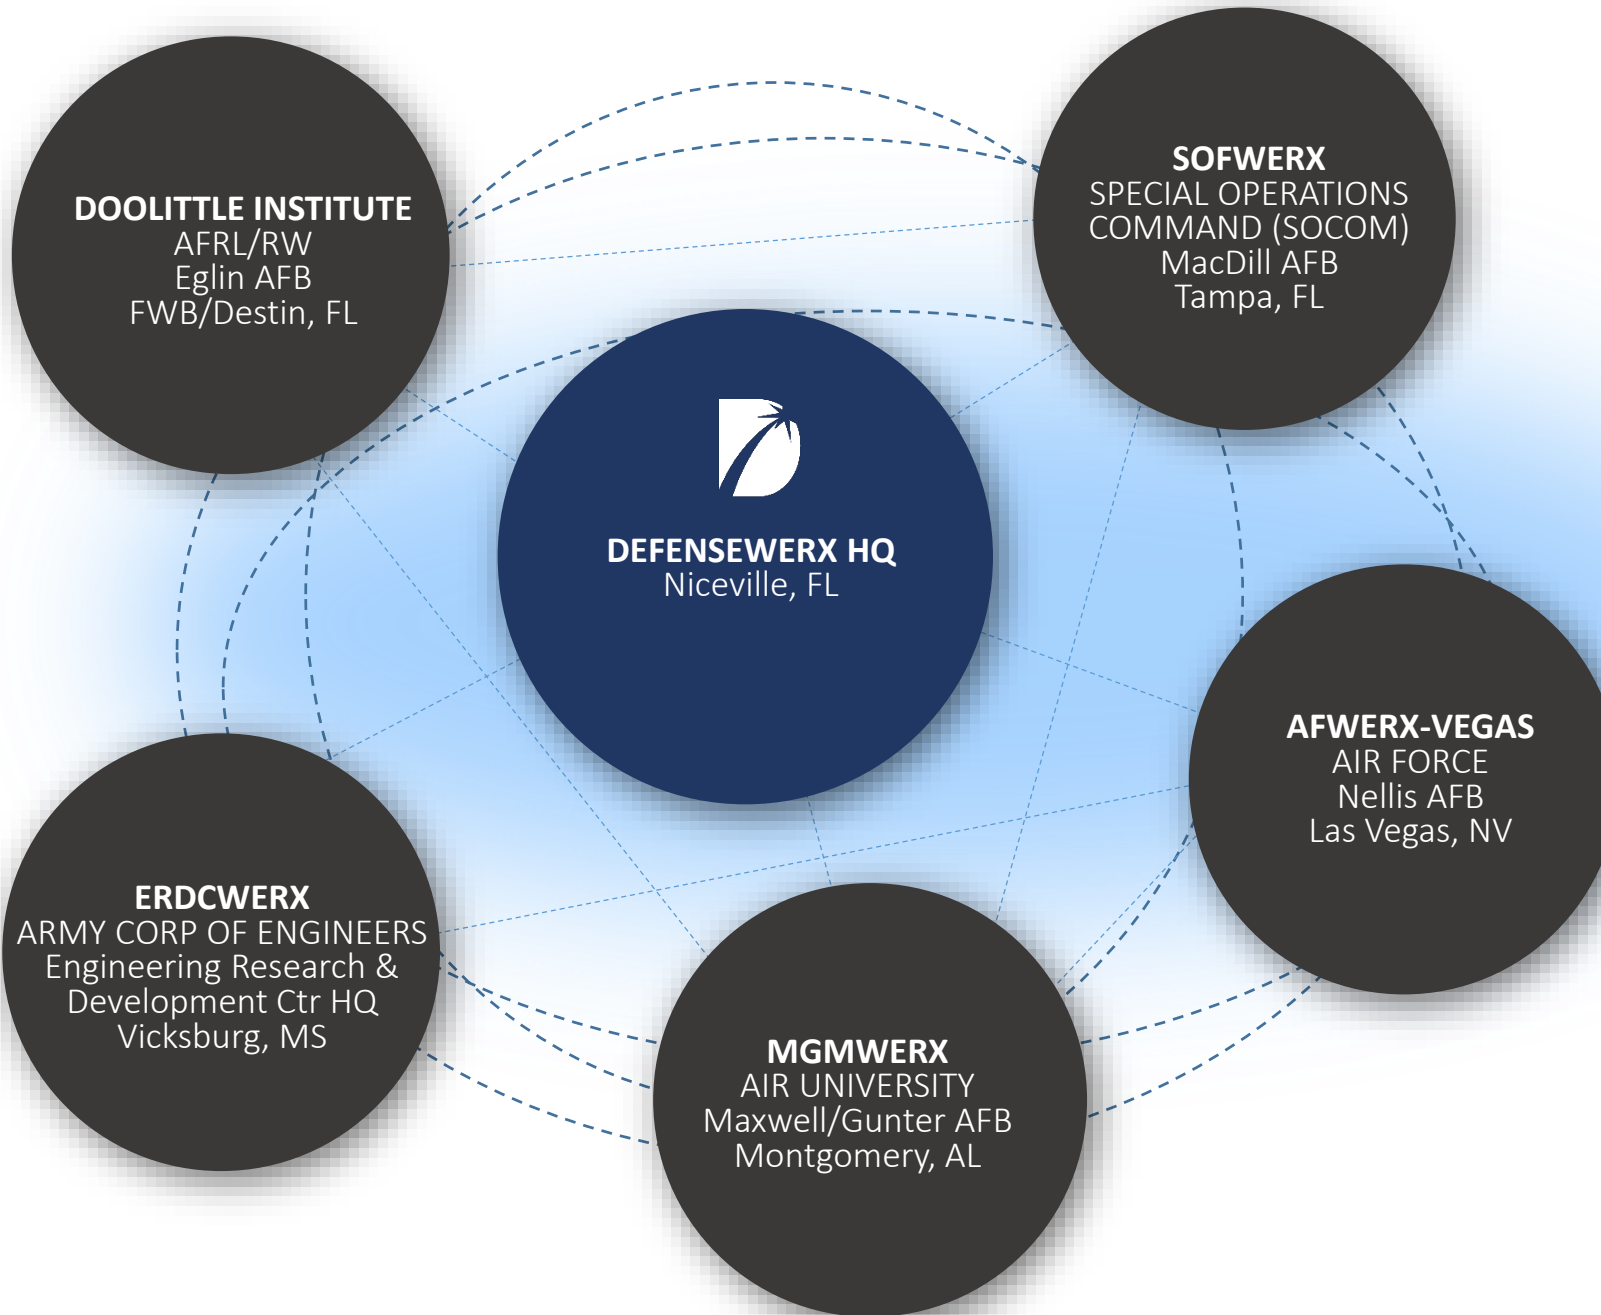 DOOLITTLE INSTITUTE
AFRL/RW
Eglin AFB
FWB/Destin, FL
SOFWERX
SPECIAL OPERATIONS
COMMAND (SOCOM)
MacDill AFB
Tampa, FL
DEFENSEWERX HQ
Niceville, FL
AFWERX-VEGAS
AIR FORCE
Nellis AFB
Las Vegas, NV
ERDCWERX
ARMY CORP OF ENGINEERS
Engineering Research &
Development Ctr HQ
Vicksburg, MS
MGMWERX
AIR UNIVERSITY
Maxwell/Gunter AFB
Montgomery, AL